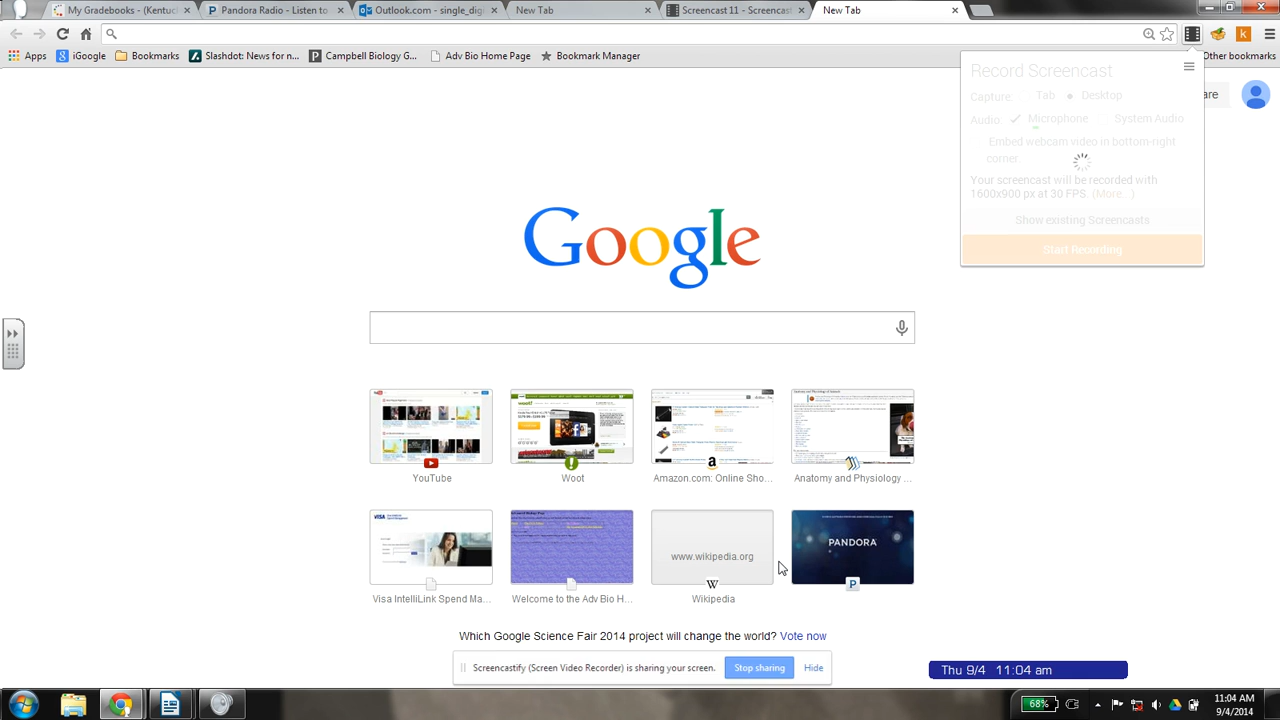 My Gradebooks - (Kentuc
Pandora Radio - Listen to
Outlook.com - single_digi
New Tab
Screencast 11 - Screencast
New Tab
Apps
iGoogle
Bookmarks
Slashdot: News for n...
Campbell Biology G...
Adv Bio Home Page
Bookmark Manager
Other bookmarks
Record Screencast
are
Capture: Tab Desktop
Audio: Microphone System Audio
Embed webcam video in bottom-right
corner.
Your screencast will be recorded with
1600x900 px at 30 FPS. (More...)
Show existing Screencasts
Start Recording
Google
YouTube
Woot
Amazon.com: Online Sho...
Anatomy and Physiology ...
VISA
www.wikipedia.org
PANDORA
Visa IntelliLink Spend Ma...
Welcome to the Adv Bio H...
Wikipedia
Which Google Science Fair 2014 project will change the world? Vote now
Screencastify (Screen Video Recorder) is sharing your screen.
Stop sharing
Hide
Thu 9/4 11:04 am
68%
11:04 AM
9/4/2014